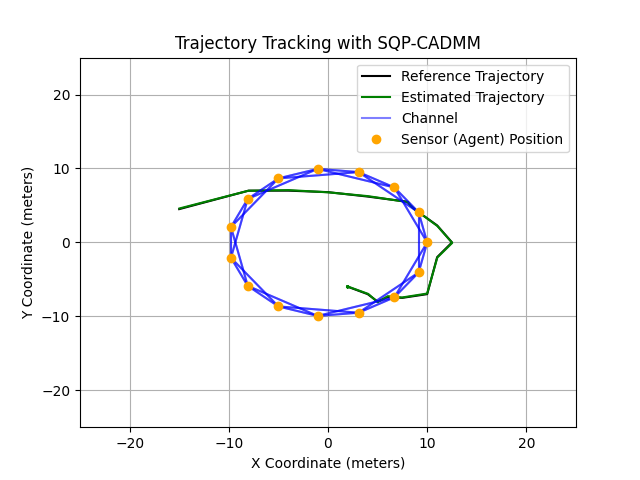 Trajectory Tracking with SQP-CADMM
Reference Trajectory
Estimated Trajectory
Channel
Sensor (Agent) Position
Y Coordinate (meters)
20
10
0
−10
−20
−20
−10
0
10
20
X Coordinate (meters)